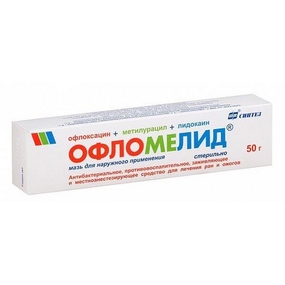 офлоксацин + метилурацил + лидокаин
СИНТЕЗ
ОФЛОМЕЛИД®
мазь для наружного применения стерильно
50 г
Антибактериальное, противовоспалительное, заживляющее
и местноанестезирующее средство для лечения ран и ожогов